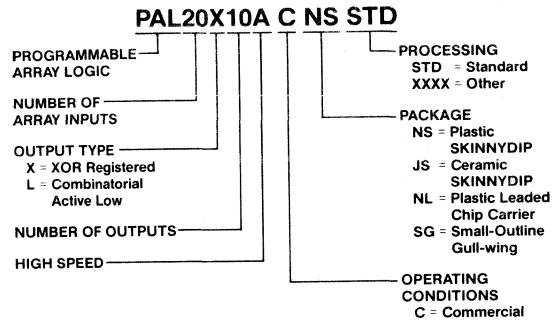 PAL20X10A C NS STD
PROGRAMMABLE
ARRAY LOGIC
NUMBER OF
ARRAY INPUTS
OUTPUT TYPE
X = XOR Registered
L = Combinatorial
Active Low
NUMBER OF OUTPUTS
HIGH SPEED
PROCESSING
STD = Standard
XXXX = Other
PACKAGE
NS = Plastic
SKINNYDIP
JS = Ceramic
SKINNYDIP
NL = Plastic Leaded
Chip Carrier
SG = Small-Outline
Gull-wing
OPERATING
CONDITIONS
C = Commercial